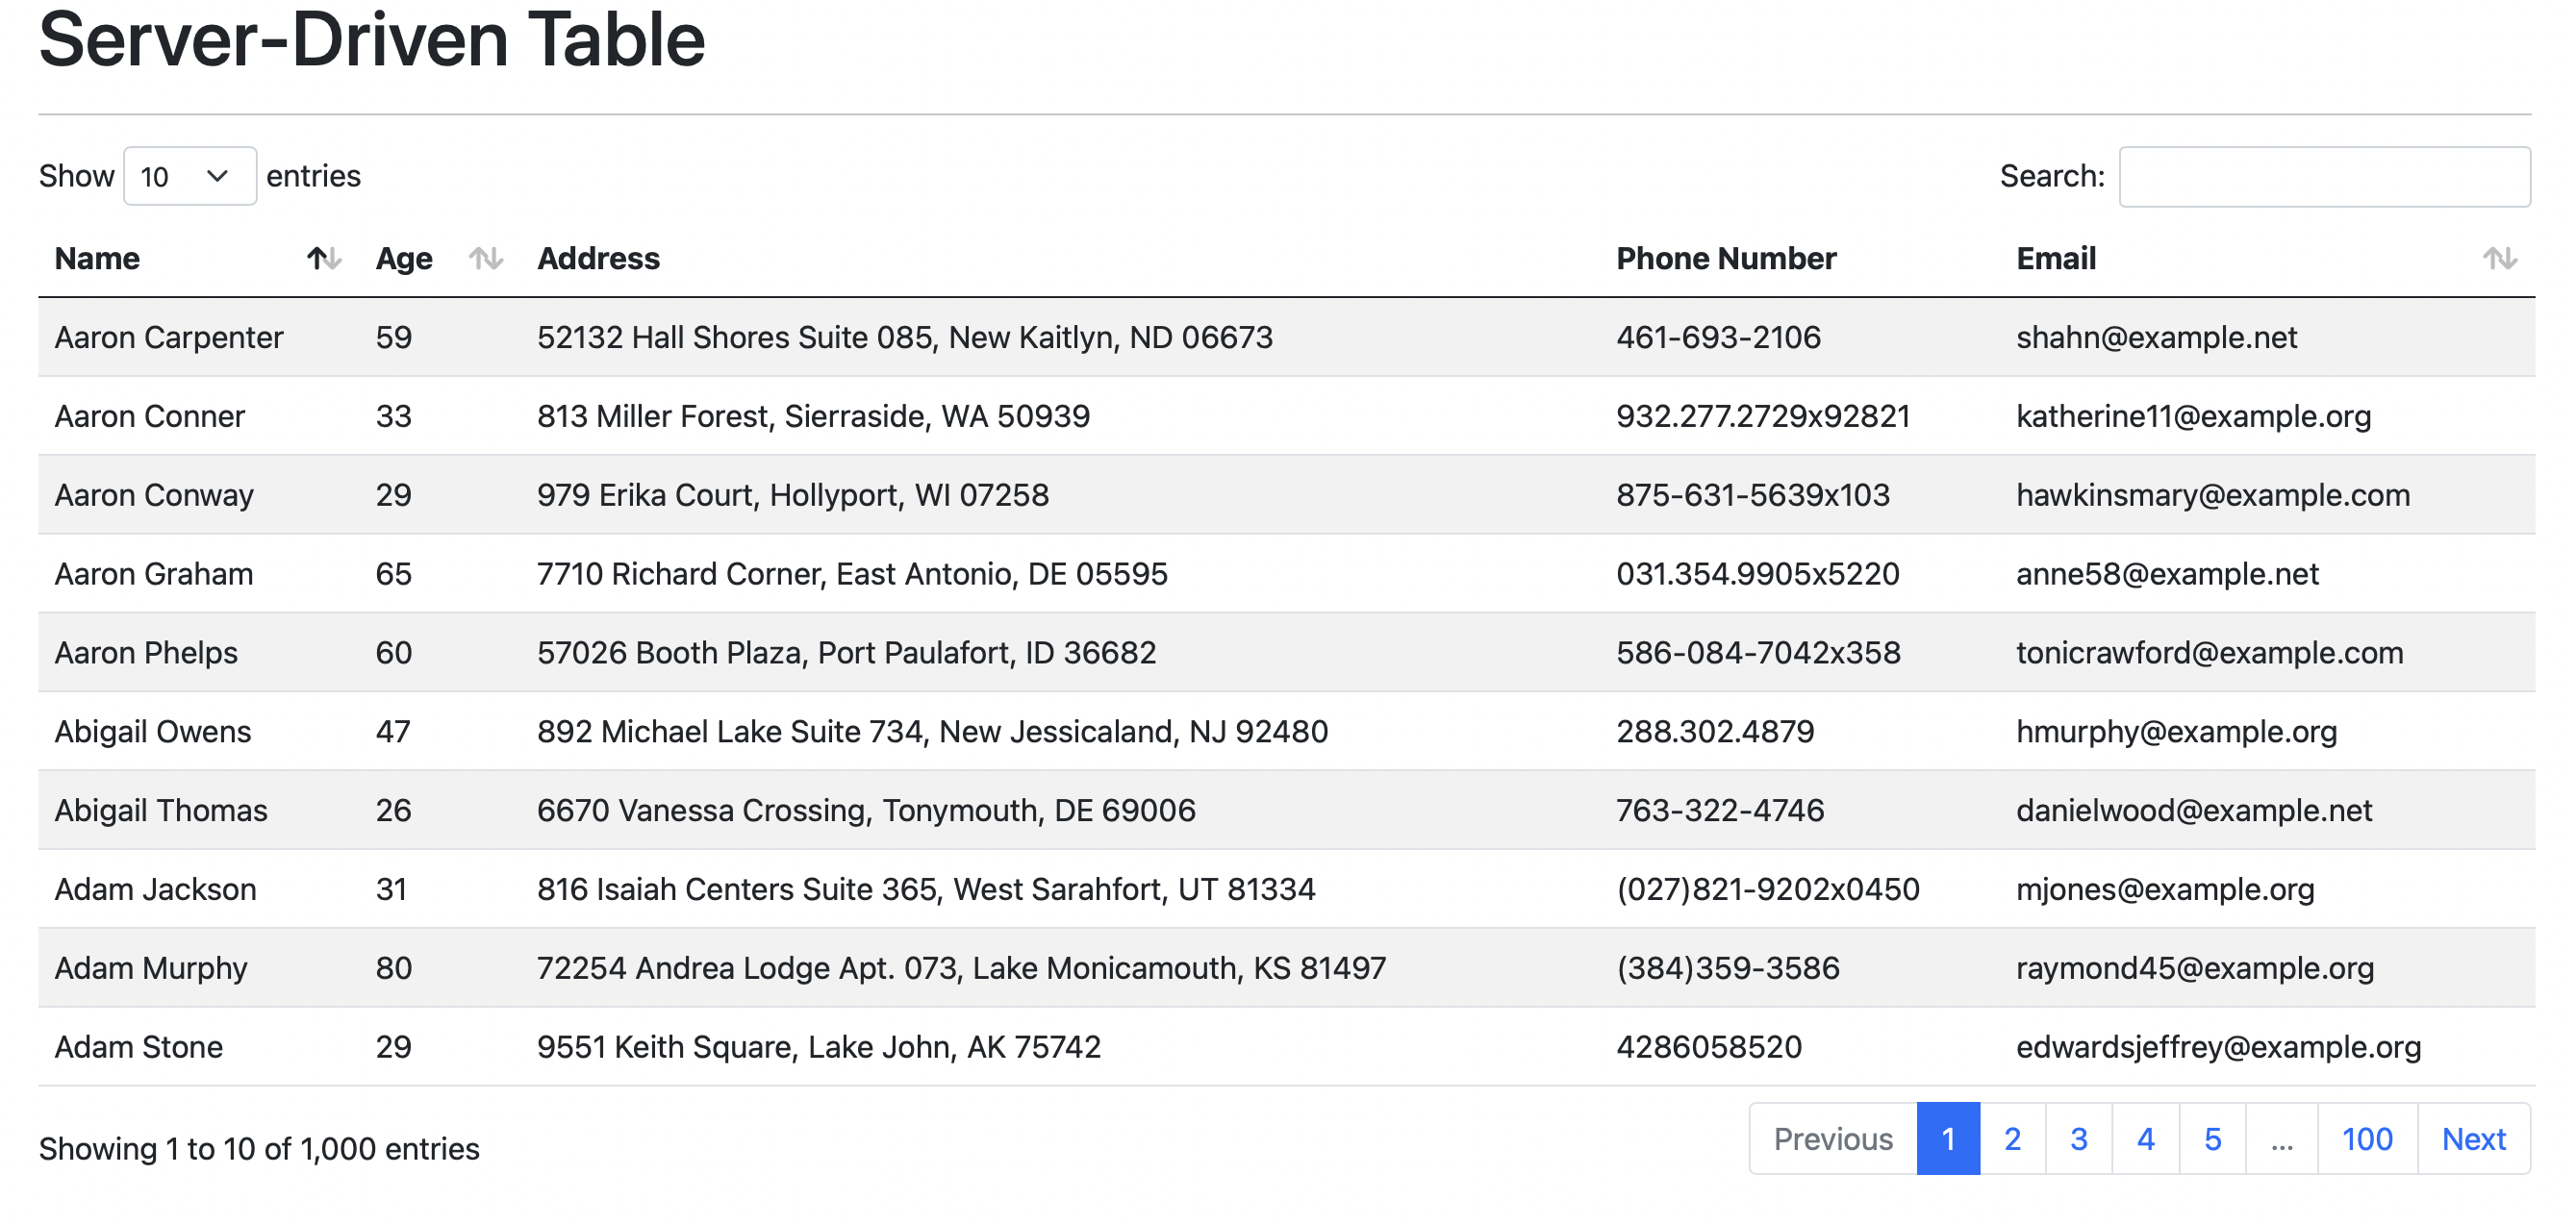 Server-Driven Table
Show 10 entries Search:
Name Age Address Phone Number Email
Aaron Carpenter 59 52132 Hall Shores Suite 085, New Kaitlyn, ND 06673 461-693-2106 shahn@example.net
Aaron Conner 33 813 Miller Forest, Sierraside, WA 50939 932.277.2729x92821 katherine11@example.org
Aaron Conway 29 979 Erika Court, Hollyport, WI 07258 875-631-5639x103 hawkinsmary@example.com
Aaron Graham 65 7710 Richard Corner, East Antonio, DE 05595 031.354.9905x5220 anne58@example.net
Aaron Phelps 60 57026 Booth Plaza, Port Paulafort, ID 36682 586-084-7042x358 tonicrawford@example.com
Abigail Owens 47 892 Michael Lake Suite 734, New Jessicaland, NJ 92480 288.302.4879 hmurphy@example.org
Abigail Thomas 26 6670 Vanessa Crossing, Tonymouth, DE 69006 763-322-4746 danielwood@example.net
Adam Jackson 31 816 Isaiah Centers Suite 365, West Sarahfort, UT 81334 (027)821-9202x0450 mjones@example.org
Adam Murphy 80 72254 Andrea Lodge Apt. 073, Lake Monicamouth, KS 81497 (384)359-3586 raymond45@example.org
Adam Stone 29 9551 Keith Square, Lake John, AK 75742 4286058520 edwardsjeffrey@example.org
Showing 1 to 10 of 1,000 entries Previous 1 2 3 4 5 ... 100 Next